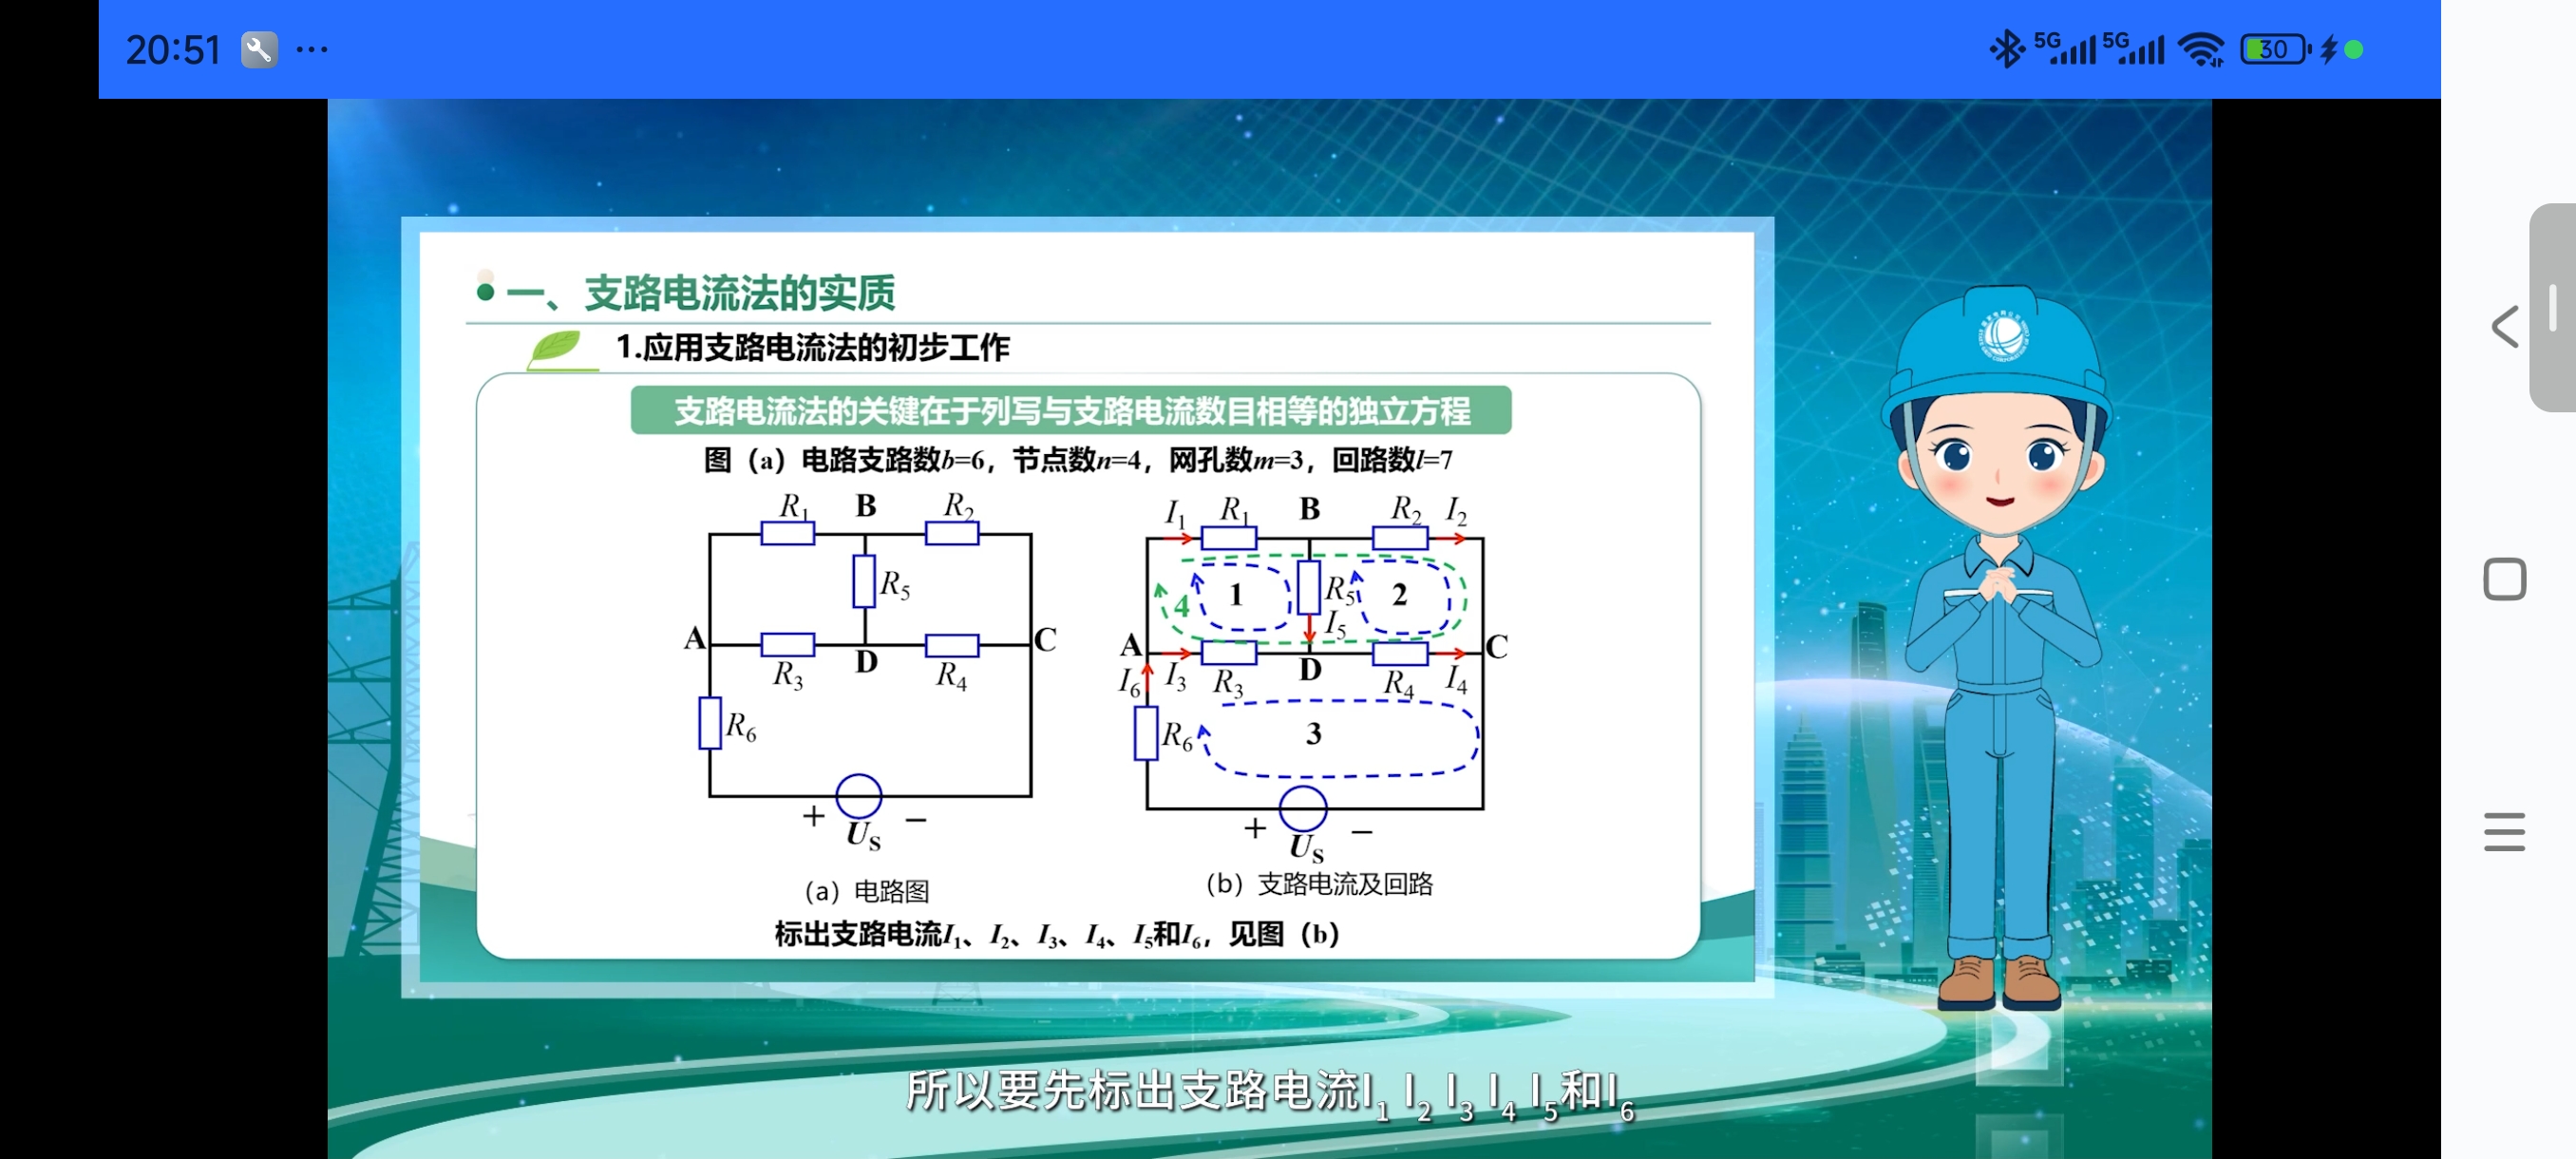 20:51 ...
5G 5G 30
一、支路电流法的实质
1.应用支路电流法的初步工作
支路电流法的关键在于列写与支路电流数目相等的独立方程
图（a）电路支路数b=6，节点数n=4，网孔数m=3，回路数l=7
R1 B R2
R5
A D C
R3 R4
R6
+ US −
（a）电路图
I1 R1 B R2 I2
1 R5 2
4 I5
A D C
I6 I3 R3 R4 I4
R6 3
+ US −
（b）支路电流及回路
标出支路电流I1、I2、I3、I4、I5和I6，见图（b）
所以要先标出支路电流I1 I2 I3 I4 I5和I6